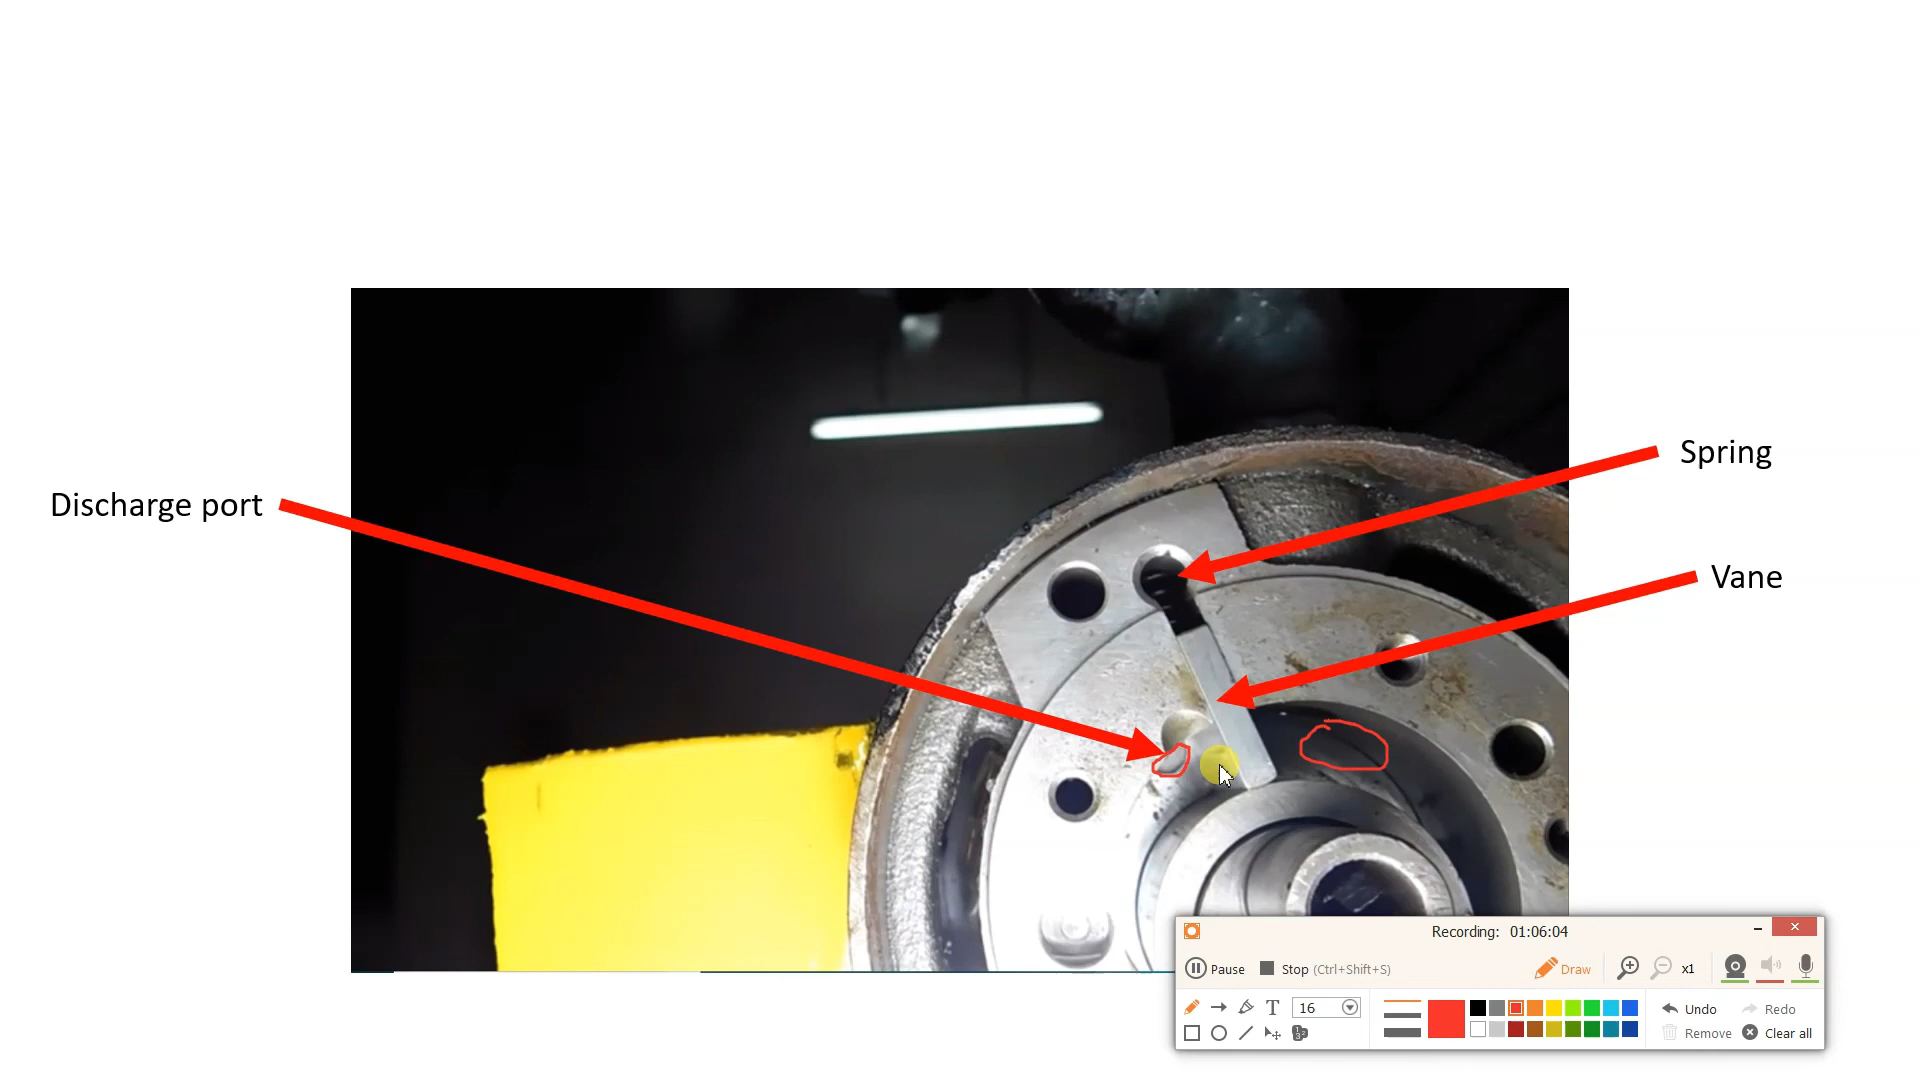 Spring
Discharge port
Vane
Recording: 01:06:04
Pause
Stop (Ctrl+Shift+S)
Draw
x1
T
16
Undo
Redo
Remove
Clear all